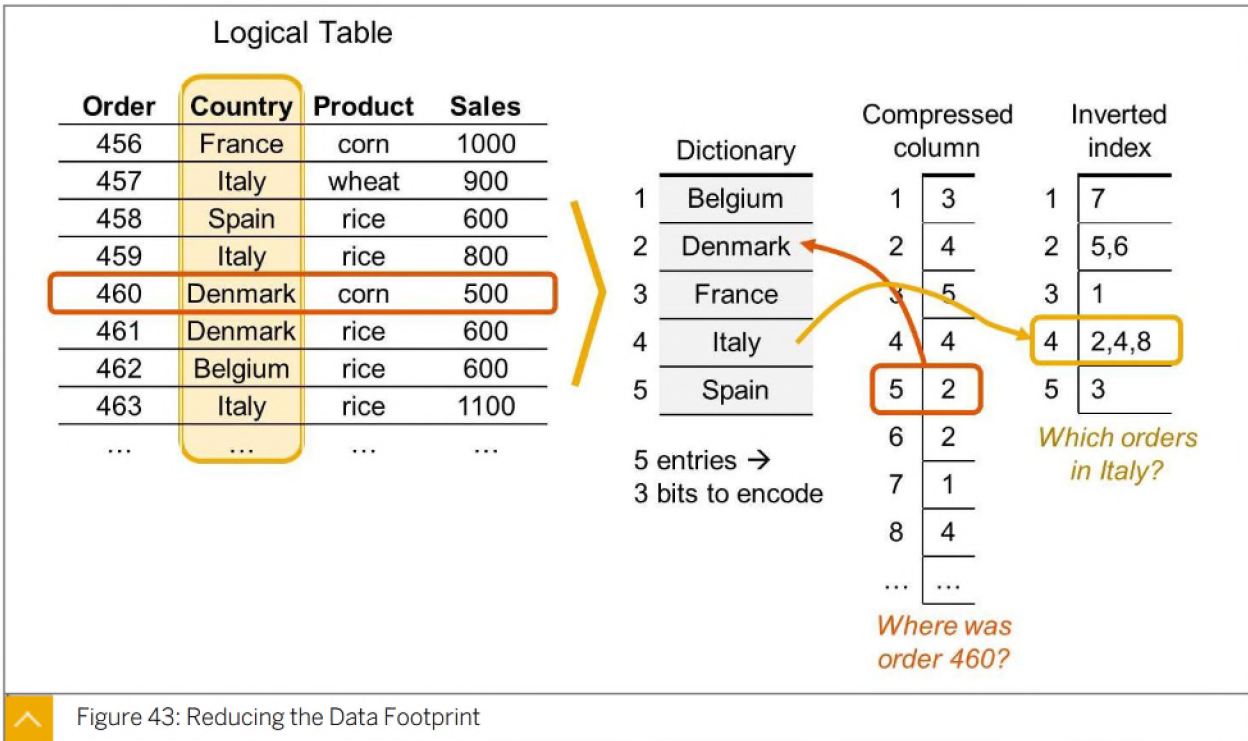 Logical Table
Order Country Product Sales
456 France corn 1000
457 Italy wheat 900
458 Spain rice 600
459 Italy rice 800
460 Denmark corn 500
461 Denmark rice 600
462 Belgium rice 600
463 Italy rice 1100
... ... ... ...
Dictionary
1 Belgium
2 Denmark
3 France
4 Italy
5 Spain
5 entries →
3 bits to encode
Compressed
column
1 3
2 4
3 5
4 4
5 2
6 2
7 1
8 4
... ...
Where was
order 460?
Inverted
index
1 7
2 5,6
3 1
4 2,4,8
5 3
Which orders
in Italy?
Figure 43: Reducing the Data Footprint